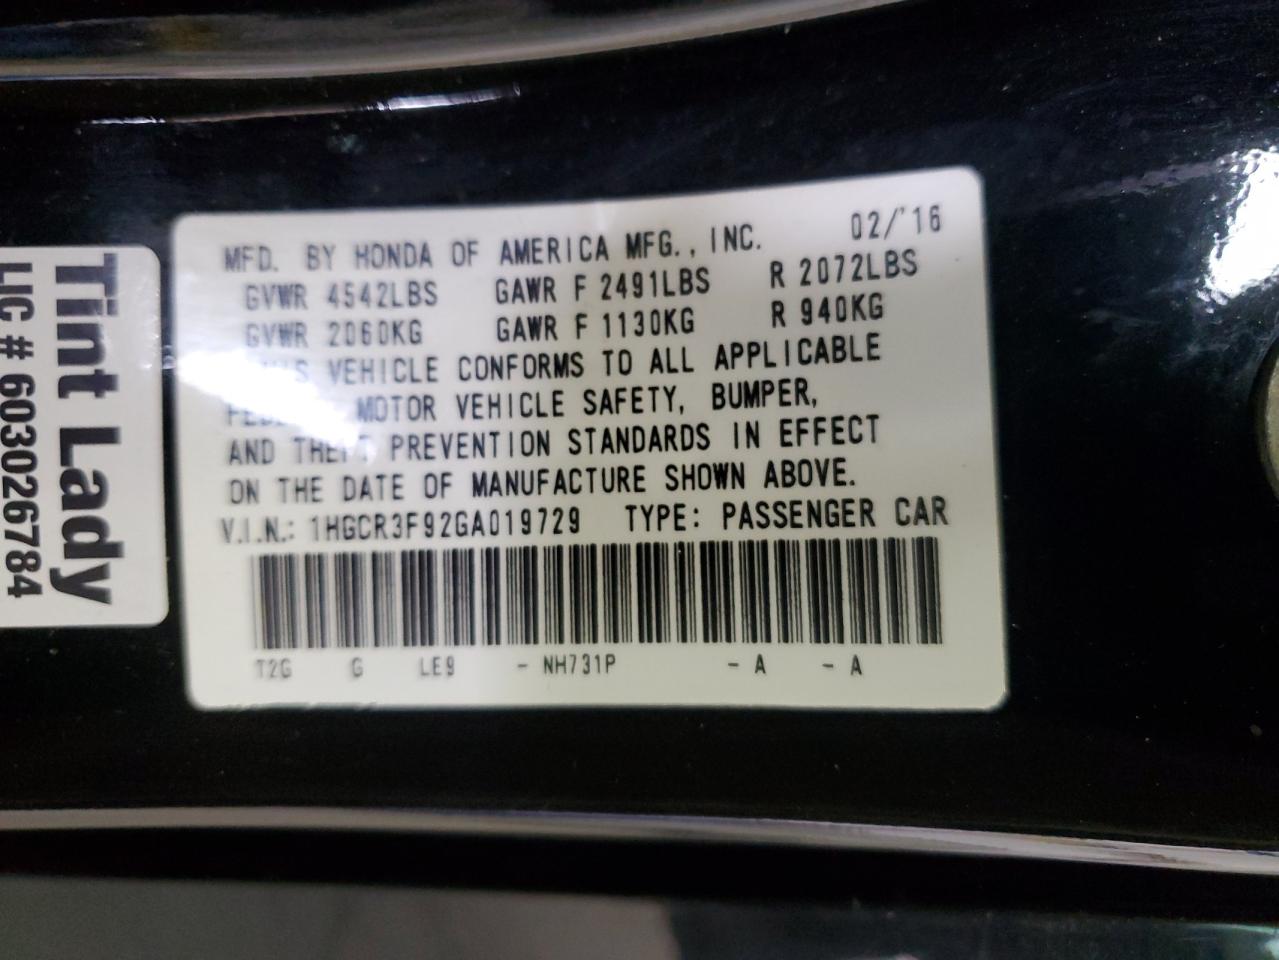 MFD. BY HONDA OF AMERICA MFG., INC. 02/'16
GVWR 4542LBS GAWR F 2491LBS R 2072LBS
GVWR 2060KG GAWR F 1130KG R 940KG
VEHICLE CONFORMS TO ALL APPLICABLE
MOTOR VEHICLE SAFETY, BUMPER,
AND THEFT PREVENTION STANDARDS IN EFFECT
ON THE DATE OF MANUFACTURE SHOWN ABOVE.
V.I.N.: 1HGCR3F92GA019729 TYPE: PASSENGER CAR
T2G G LE9 - NH731P - A - A
Tint Lady
LIC # 603026784